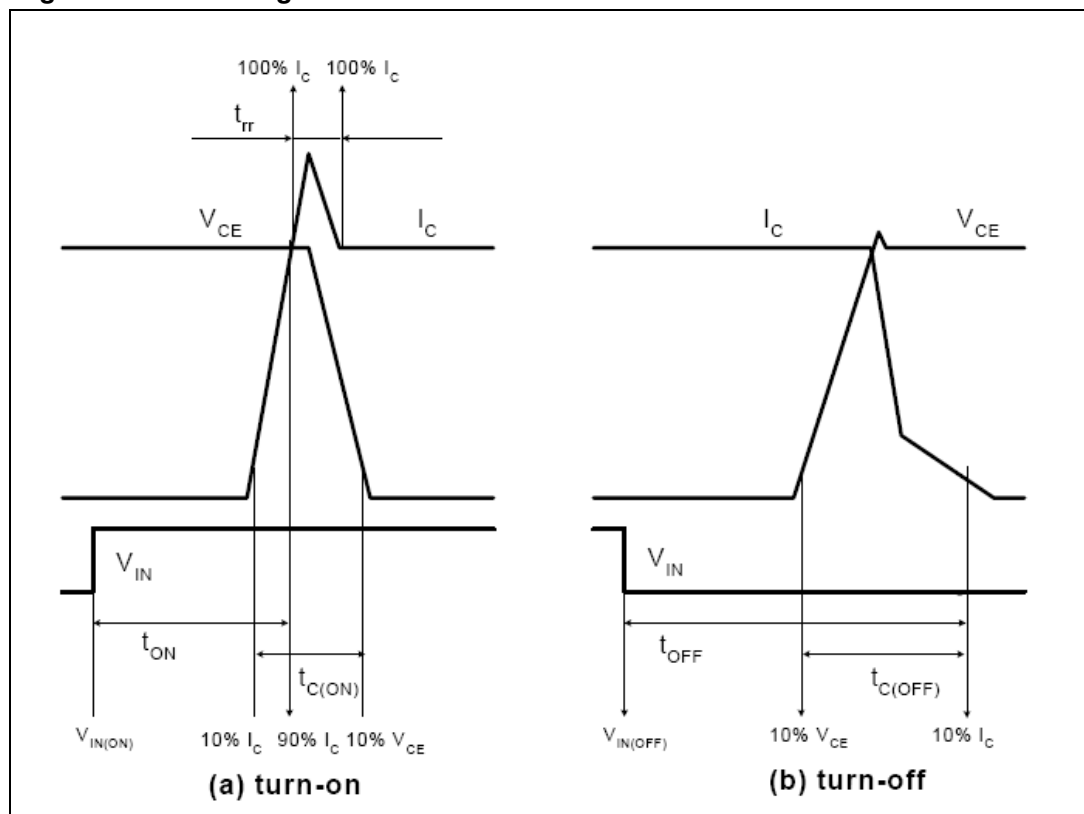 100% I_C 100% I_C
t_rr
V_CE
I_C
V_IN
t_ON
t_C(ON)
V_IN(ON)
10% I_C 90% I_C 10% V_CE
(a) turn-on
I_C
V_CE
V_IN
t_OFF
t_C(OFF)
V_IN(OFF)
10% V_CE
10% I_C
(b) turn-off